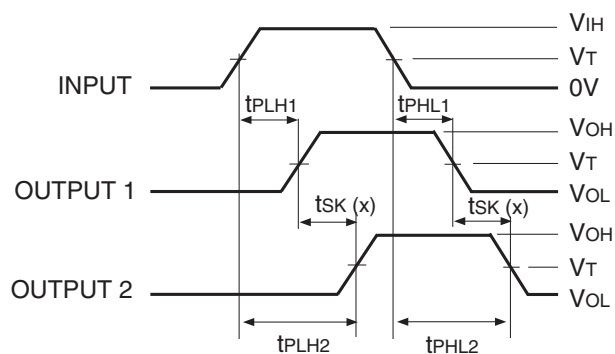 VIH
VT
INPUT 0V
tPLH1 tPHL1
VOH
VT
OUTPUT 1 VOL
tSK (x) tSK (x)
VOH
VT
OUTPUT 2 VOL
tPLH2 tPHL2